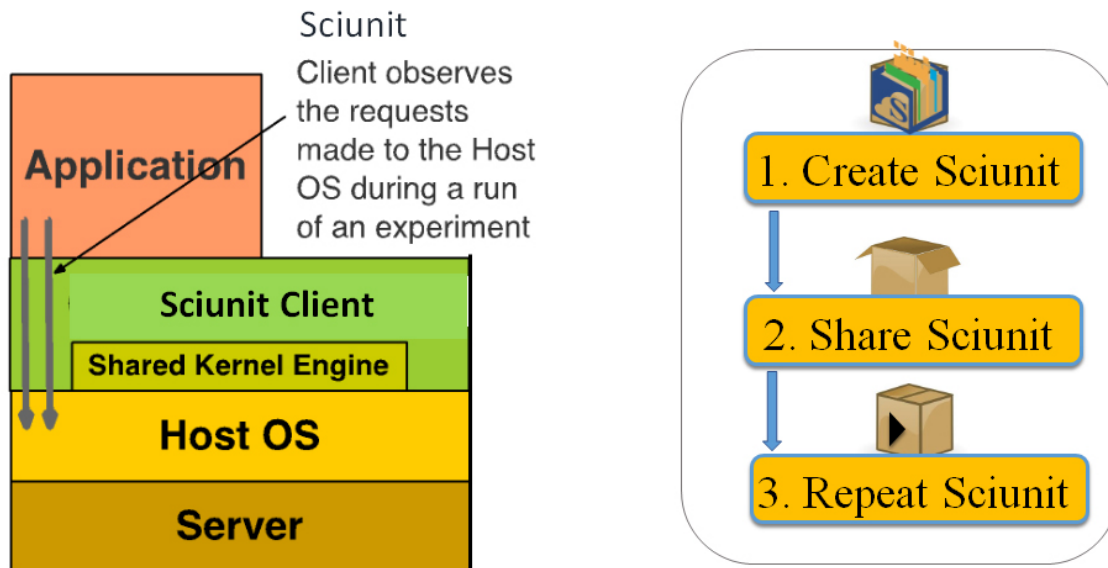 Sciunit
Client observes
the requests
made to the Host
OS during a run
of an experiment
Application
Sciunit Client
Shared Kernel Engine
Host OS
Server
S
1. Create Sciunit
2. Share Sciunit
3. Repeat Sciunit